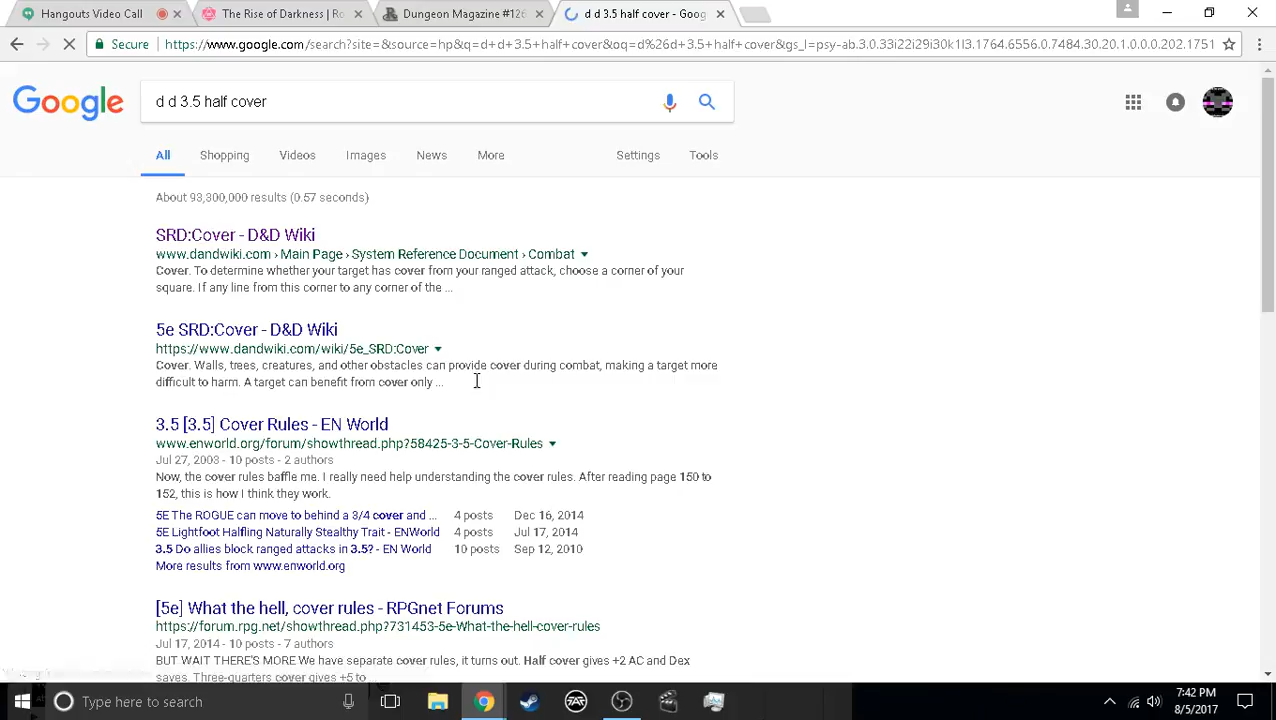 Hangouts Video Call
The Rise of Darkness | Ro
Dungeon Magazine #126
d d 3.5 half cover - Goog
Secure
https://www.google.com/search?site=&source=hp&q=d+d+3.5+half+cover&oq=d%26d+3.5+half+cover&gs_l=psy-ab.3.0.33i22i29i30k1l3.1764.6556.0.7484.30.20.1.0.0.0.202.1751
Google
d d 3.5 half cover
All
Shopping
Videos
Images
News
More
Settings
Tools
About 93,300,000 results (0.57 seconds)
SRD:Cover - D&D Wiki
www.dandwiki.com › Main Page › System Reference Document › Combat
Cover. To determine whether your target has cover from your ranged attack, choose a corner of your
square. If any line from this corner to any corner of the ...
5e SRD:Cover - D&D Wiki
https://www.dandwiki.com/wiki/5e_SRD:Cover
Cover. Walls, trees, creatures, and other obstacles can provide cover during combat, making a target more
difficult to harm. A target can benefit from cover only ...
3.5 [3.5] Cover Rules - EN World
www.enworld.org/forum/showthread.php?58425-3-5-Cover-Rules
Jul 27, 2003 - 10 posts - 2 authors
Now, the cover rules baffle me. I really need help understanding the cover rules. After reading page 150 to
152, this is how I think they work.
5E The ROGUE can move to behind a 3/4 cover and ... 4 posts Dec 16, 2014
5E Lightfoot Halfling Naturally Stealthy Trait - ENWorld 4 posts Jul 17, 2014
3.5 Do allies block ranged attacks in 3.5? - EN World 10 posts Sep 12, 2010
More results from www.enworld.org
[5e] What the hell, cover rules - RPGnet Forums
https://forum.rpg.net/showthread.php?731453-5e-What-the-hell-cover-rules
Jul 17, 2014 - 10 posts - 7 authors
BUT WAIT THERE'S MORE We have separate cover rules, it turns out. Half cover gives +2 AC and Dex
saves. Three-quarters cover gives +5 to ...
Type here to search
FAF
7:42 PM
8/5/2017